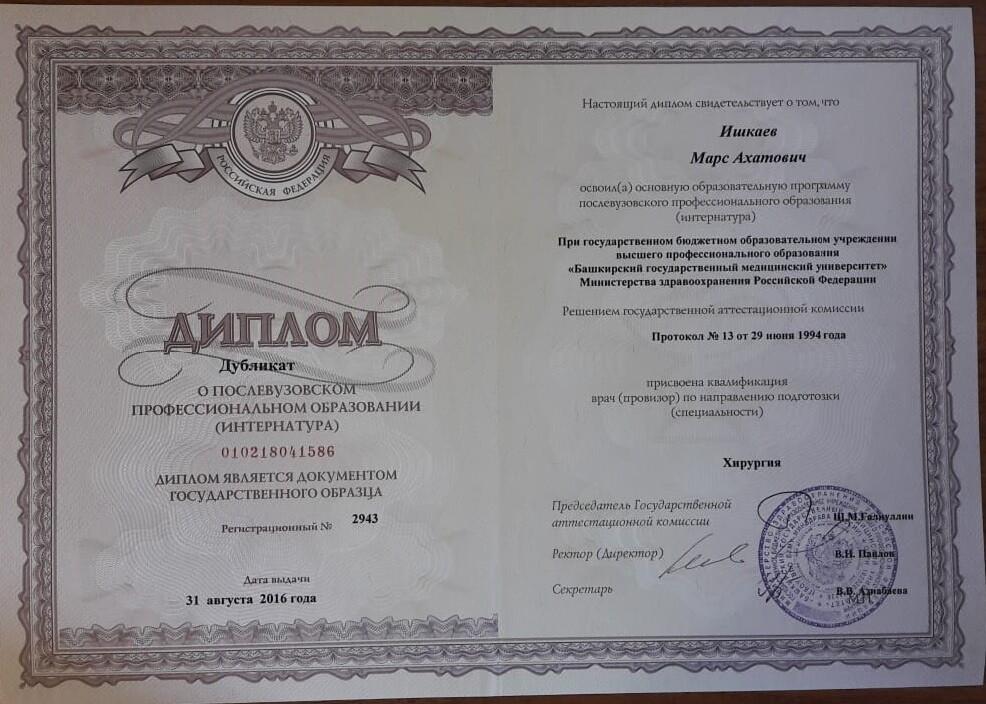 РОССИЙСКАЯ ФЕДЕРАЦИЯ
ДИПЛОМ
Дубликат
О ПОСЛЕВУЗОВСКОМ
ПРОФЕССИОНАЛЬНОМ ОБРАЗОВАНИИ
(ИНТЕРНАТУРА)
010218041586
ДИПЛОМ ЯВЛЯЕТСЯ ДОКУМЕНТОМ
ГОСУДАРСТВЕННОГО ОБРАЗЦА
Регистрационный № 2943
Дата выдачи
31 августа 2016 года
Настоящий диплом свидетельствует о том, что
Ишкаев
Марс Ахатович
освоил(а) основную образовательную программу
послевузовского профессионального образования
(интернатура)
При государственном бюджетном образовательном учреждении
высшего профессионального образования
«Башкирский государственный медицинский университет»
Министерства здравоохранения Российской Федерации
Решением государственной аттестационной комиссии
Протокол № 13 от 29 июня 1994 года
присвоена квалификация
врач (провизор) по направлению подготовки
(специальности)
Хирургия
Председатель Государственной
аттестационной комиссии Ш.М.Галиуллин
Ректор (Директор) В.Н. Павлов
Секретарь В.В. Азнабаева